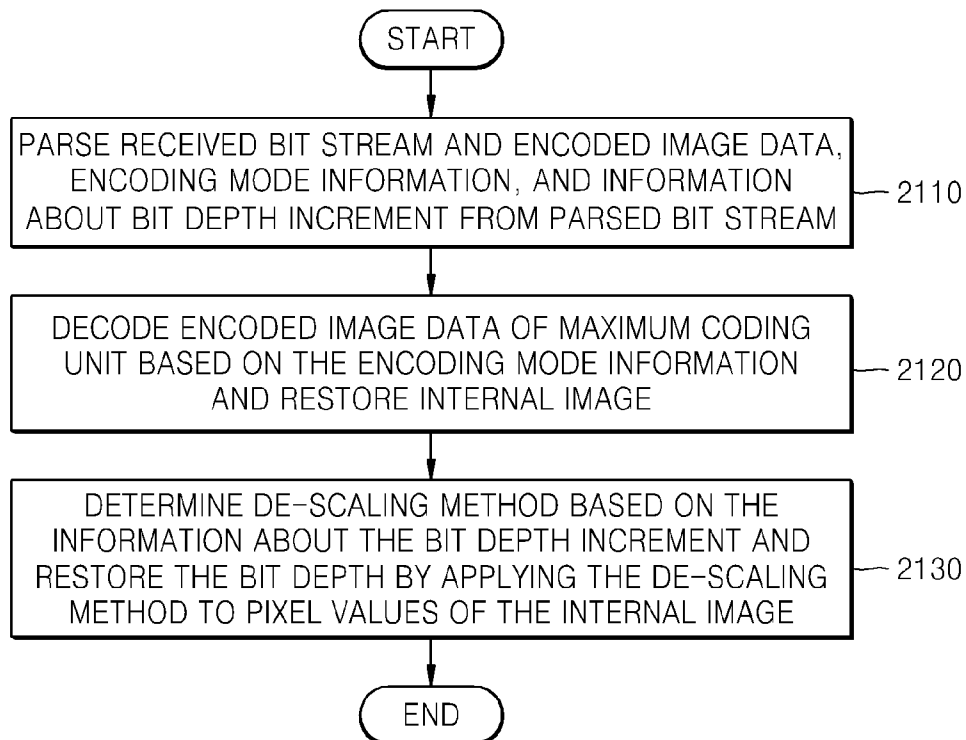 START
PARSE RECEIVED BIT STREAM AND ENCODED IMAGE DATA,
ENCODING MODE INFORMATION, AND INFORMATION
ABOUT BIT DEPTH INCREMENT FROM PARSED BIT STREAM
2110
DECODE ENCODED IMAGE DATA OF MAXIMUM CODING
UNIT BASED ON THE ENCODING MODE INFORMATION
AND RESTORE INTERNAL IMAGE
2120
DETERMINE DE-SCALING METHOD BASED ON THE
INFORMATION ABOUT THE BIT DEPTH INCREMENT AND
RESTORE THE BIT DEPTH BY APPLYING THE DE-SCALING
METHOD TO PIXEL VALUES OF THE INTERNAL IMAGE
2130
END